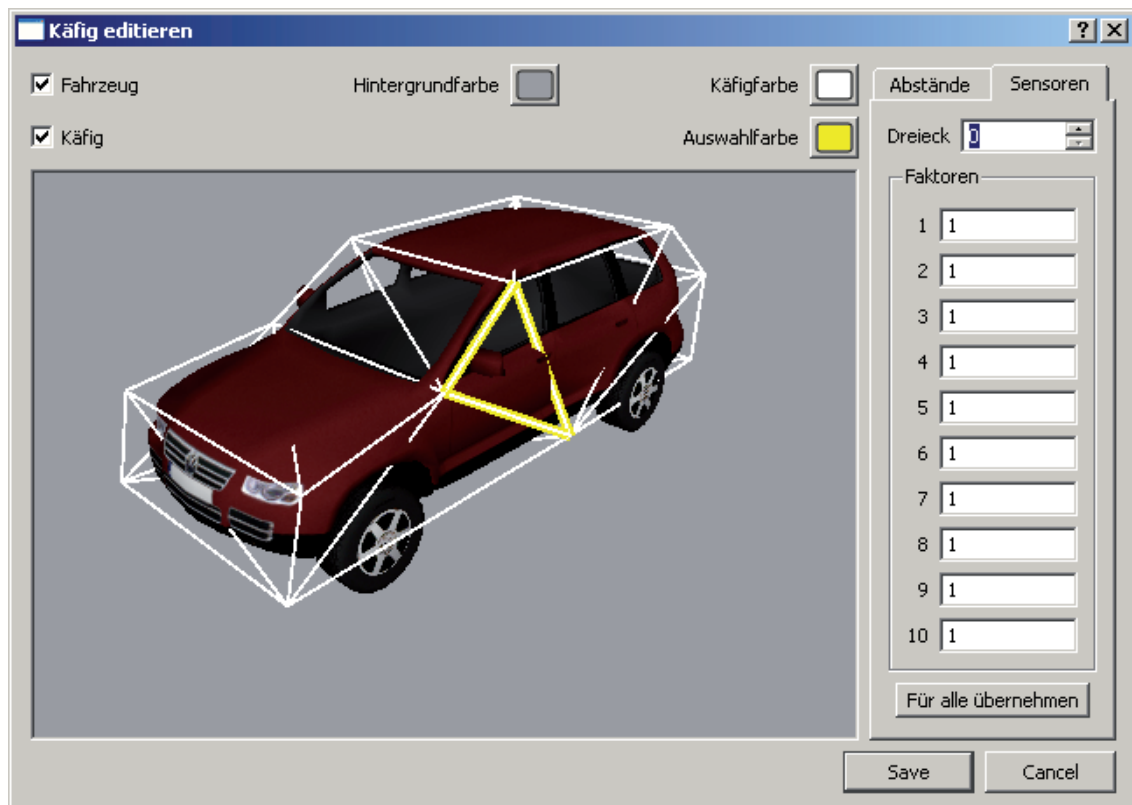 Käfig editieren
Fahrzeug
Hintergrundfarbe
Käfigfarbe
Käfig
Auswahlfarbe
Abstände
Sensoren
Dreieck 0
Faktoren
1 1
2 1
3 1
4 1
5 1
6 1
7 1
8 1
9 1
10 1
Für alle übernehmen
Save
Cancel